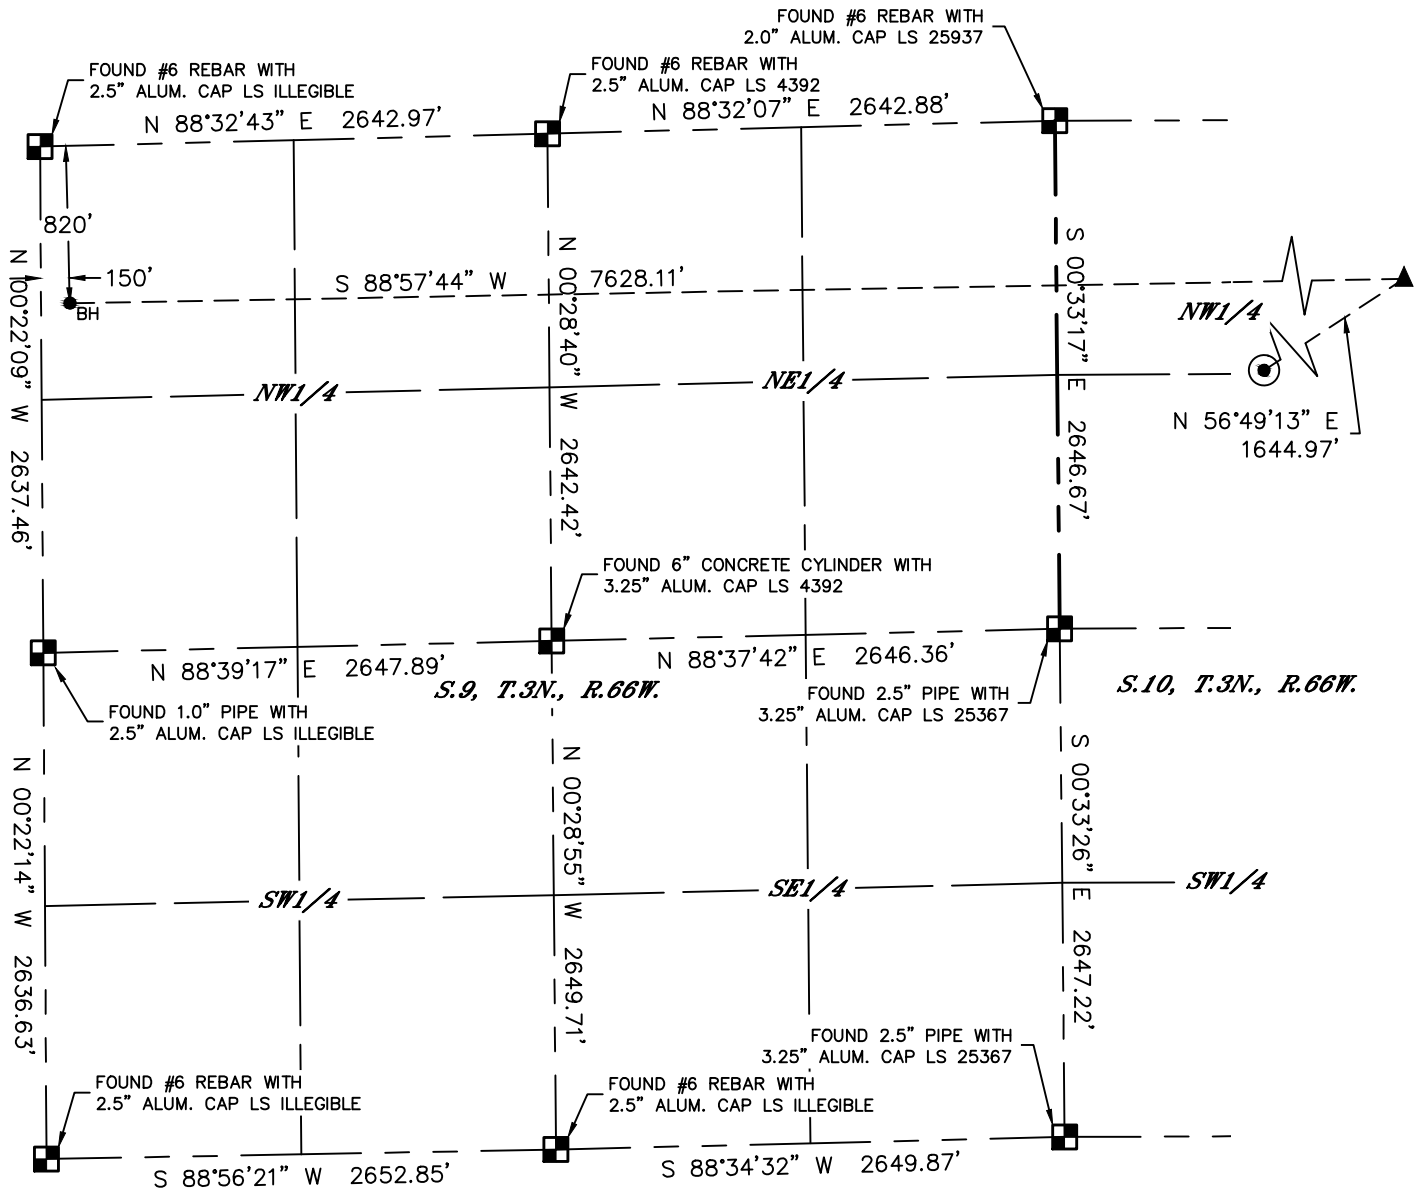 FOUND #6 REBAR WITH
2.0" ALUM. CAP LS 25937
FOUND #6 REBAR WITH
2.5" ALUM. CAP LS ILLEGIBLE
FOUND #6 REBAR WITH
2.5" ALUM. CAP LS 4392
N 88°32'43" E 2642.97'
N 88°32'07" E 2642.88'
820'
150'
BH
S 88°57'44" W 7628.11'
N 00°22'09" W 2637.46'
N 00°28'40" W 2642.42'
S 00°33'17" E 2646.67'
NW1/4
NW1/4
NE1/4
N 56°49'13" E
1644.97'
FOUND 6" CONCRETE CYLINDER WITH
3.25" ALUM. CAP LS 4392
N 88°39'17" E 2647.89'
N 88°37'42" E 2646.36'
S.9, T.3N., R.66W.
S.10, T.3N., R.66W.
FOUND 1.0" PIPE WITH
2.5" ALUM. CAP LS ILLEGIBLE
FOUND 2.5" PIPE WITH
3.25" ALUM. CAP LS 25367
N 00°22'14" W 2636.63'
N 00°28'55" W 2649.71'
S 00°33'26" E 2647.22'
SW1/4
SE1/4
SW1/4
FOUND 2.5" PIPE WITH
3.25" ALUM. CAP LS 25367
FOUND #6 REBAR WITH
2.5" ALUM. CAP LS ILLEGIBLE
FOUND #6 REBAR WITH
2.5" ALUM. CAP LS ILLEGIBLE
S 88°56'21" W 2652.85'
S 88°34'32" W 2649.87'